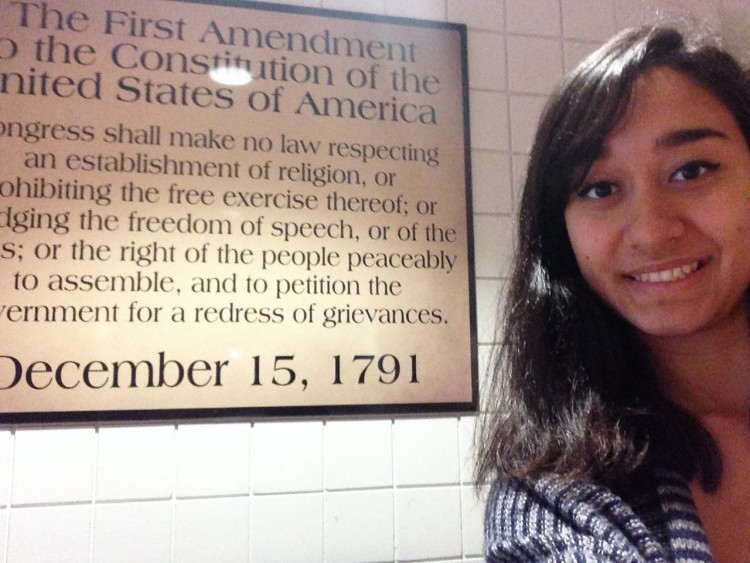 The First Amendment
o the Constitution of the
nited States of America
ongress shall make no law respecting
an establishment of religion, or
ohibiting the free exercise thereof; or
dging the freedom of speech, or of the
s; or the right of the people peaceably
to assemble, and to petition the
vernment for a redress of grievances.
December 15, 1791